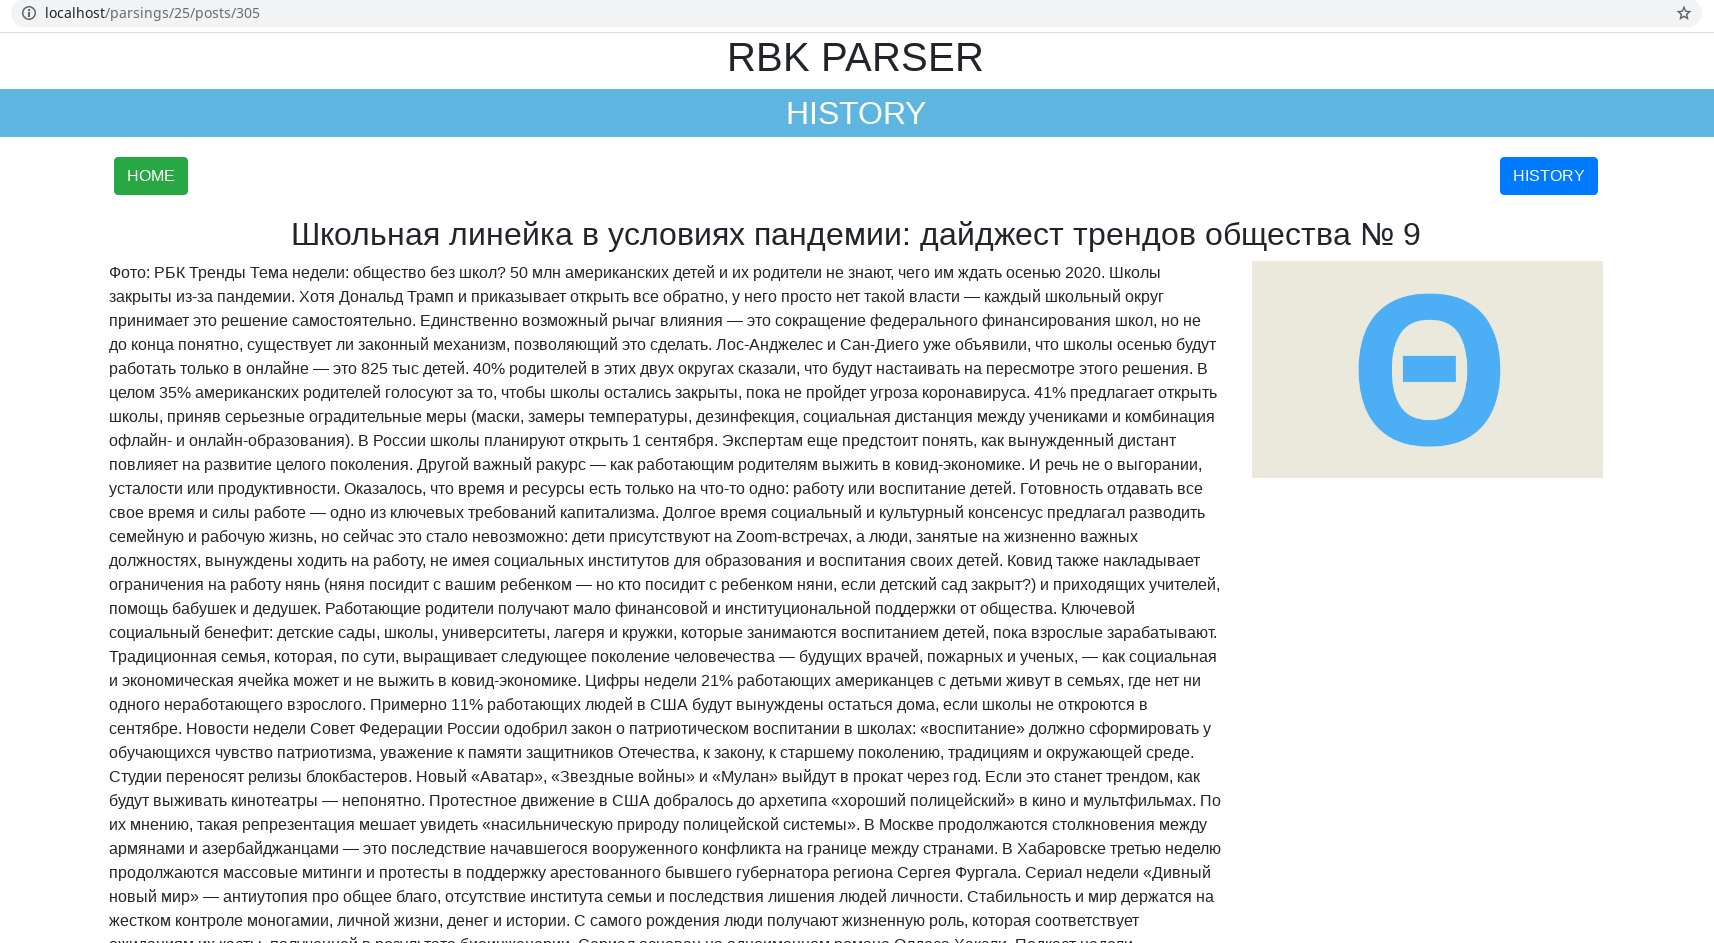 localhost/parsings/25/posts/305
RBK PARSER
HISTORY
HOME
HISTORY
Школьная линейка в условиях пандемии: дайджест трендов общества № 9
Фото: РБК Тренды Тема недели: общество без школ? 50 млн американских детей и их родители не знают, чего им ждать осенью 2020. Школы
закрыты из-за пандемии. Хотя Дональд Трамп и приказывает открыть все обратно, у него просто нет такой власти — каждый школьный округ
принимает это решение самостоятельно. Единственно возможный рычаг влияния — это сокращение федерального финансирования школ, но не
до конца понятно, существует ли законный механизм, позволяющий это сделать. Лос-Анджелес и Сан-Диего уже объявили, что школы осенью будут
работать только в онлайне — это 825 тыс детей. 40% родителей в этих двух округах сказали, что будут настаивать на пересмотре этого решения. В
целом 35% американских родителей голосуют за то, чтобы школы остались закрыты, пока не пройдет угроза коронавируса. 41% предлагает открыть
школы, приняв серьезные оградительные меры (маски, замеры температуры, дезинфекция, социальная дистанция между учениками и комбинация
офлайн- и онлайн-образования). В России школы планируют открыть 1 сентября. Экспертам еще предстоит понять, как вынужденный дистант
повлияет на развитие целого поколения. Другой важный ракурс — как работающим родителям выжить в ковид-экономике. И речь не о выгорании,
усталости или продуктивности. Оказалось, что время и ресурсы есть только на что-то одно: работу или воспитание детей. Готовность отдавать все
свое время и силы работе — одно из ключевых требований капитализма. Долгое время социальный и культурный консенсус предлагал разводить
семейную и рабочую жизнь, но сейчас это стало невозможно: дети присутствуют на Zoom-встречах, а люди, занятые на жизненно важных
должностях, вынуждены ходить на работу, не имея социальных институтов для образования и воспитания своих детей. Ковид также накладывает
ограничения на работу нянь (няня посидит с вашим ребенком — но кто посидит с ребенком няни, если детский сад закрыт?) и приходящих учителей,
помощь бабушек и дедушек. Работающие родители получают мало финансовой и институциональной поддержки от общества. Ключевой
социальный бенефит: детские сады, школы, университеты, лагеря и кружки, которые занимаются воспитанием детей, пока взрослые зарабатывают.
Традиционная семья, которая, по сути, выращивает следующее поколение человечества — будущих врачей, пожарных и ученых, — как социальная
и экономическая ячейка может и не выжить в ковид-экономике. Цифры недели 21% работающих американцев с детьми живут в семьях, где нет ни
одного неработающего взрослого. Примерно 11% работающих людей в США будут вынуждены остаться дома, если школы не откроются в
сентябре. Новости недели Совет Федерации России одобрил закон о патриотическом воспитании в школах: «воспитание» должно сформировать у
обучающихся чувство патриотизма, уважение к памяти защитников Отечества, к закону, к старшему поколению, традициям и окружающей среде.
Студии переносят релизы блокбастеров. Новый «Аватар», «Звездные войны» и «Мулан» выйдут в прокат через год. Если это станет трендом, как
будут выживать кинотеатры — непонятно. Протестное движение в США добралось до архетипа «хороший полицейский» в кино и мультфильмах. По
их мнению, такая репрезентация мешает увидеть «насильническую природу полицейской системы». В Москве продолжаются столкновения между
армянами и азербайджанцами — это последствие начавшегося вооруженного конфликта на границе между странами. В Хабаровске третью неделю
продолжаются массовые митинги и протесты в поддержку арестованного бывшего губернатора региона Сергея Фургала. Сериал недели «Дивный
новый мир» — антиутопия про общее благо, отсутствие института семьи и последствия лишения людей личности. Стабильность и мир держатся на
жестком контроле моногамии, личной жизни, денег и истории. С самого рождения люди получают жизненную роль, которая соответствует